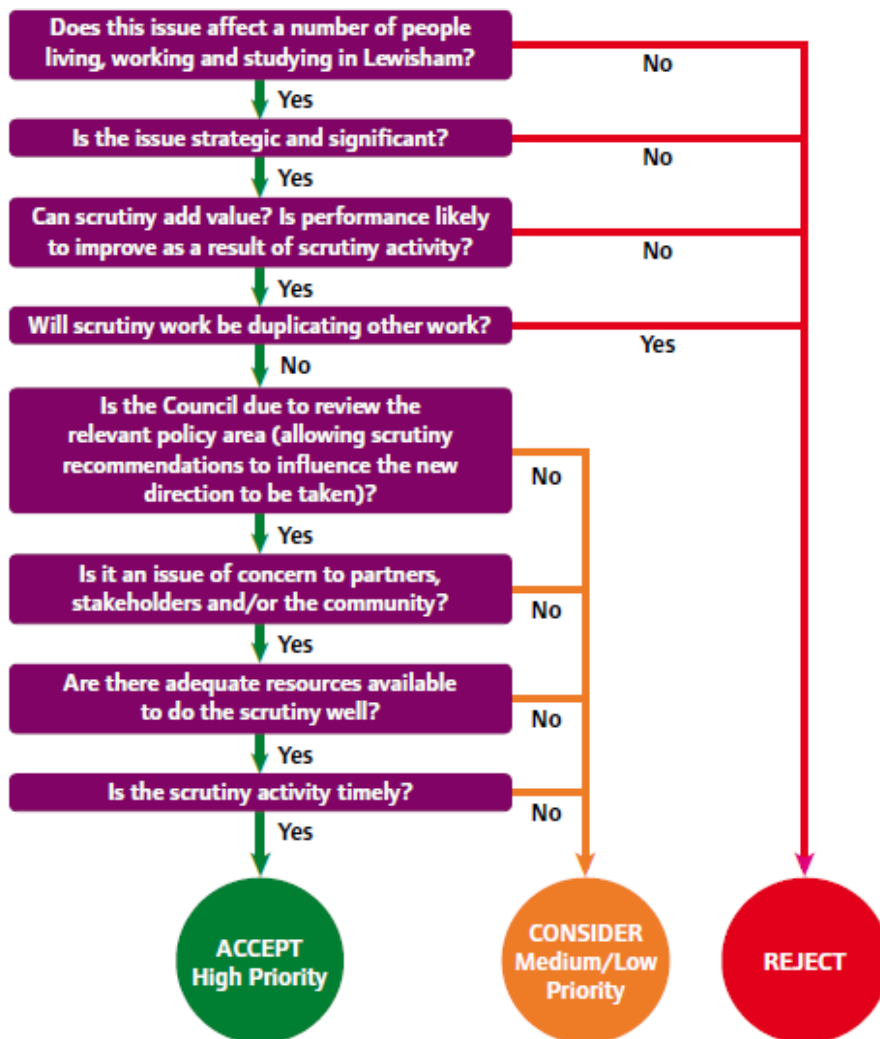 Does this issue affect a number of people
living, working and studying in Lewisham?
No
Yes
Is the issue strategic and significant?
No
Yes
Can scrutiny add value? Is performance likely
to improve as a result of scrutiny activity?
No
Yes
Will scrutiny work be duplicating other work?
Yes
No
Is the Council due to review the
relevant policy area (allowing scrutiny
recommendations to influence the new
direction to be taken)?
No
Yes
Is it an issue of concern to partners,
stakeholders and/or the community?
No
Yes
Are there adequate resources available
to do the scrutiny well?
No
Yes
Is the scrutiny activity timely?
No
Yes
ACCEPT
High Priority
CONSIDER
Medium/Low
Priority
REJECT